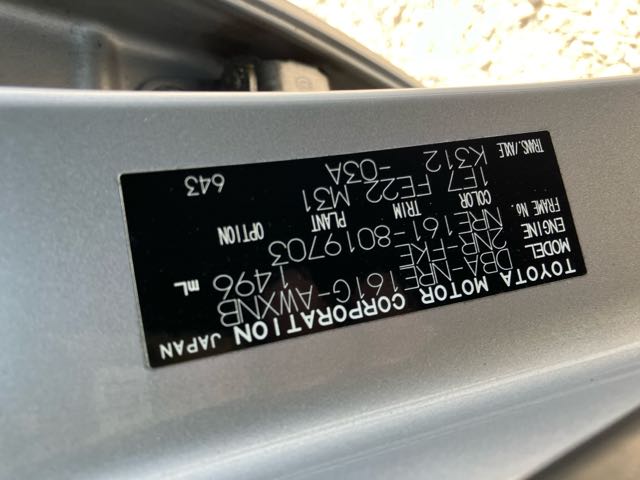 TOYOTA MOTOR CORPORATION JAPAN
MODEL DBA-NRE161G-AWXNB
ENGINE 2NR-FKE 1496 mL
FRAME No. NRE161-8019703
COLOR TRIM PLANT OPTION
1E7 FE22 M31
TRANS./AXLE K312 -03A
643